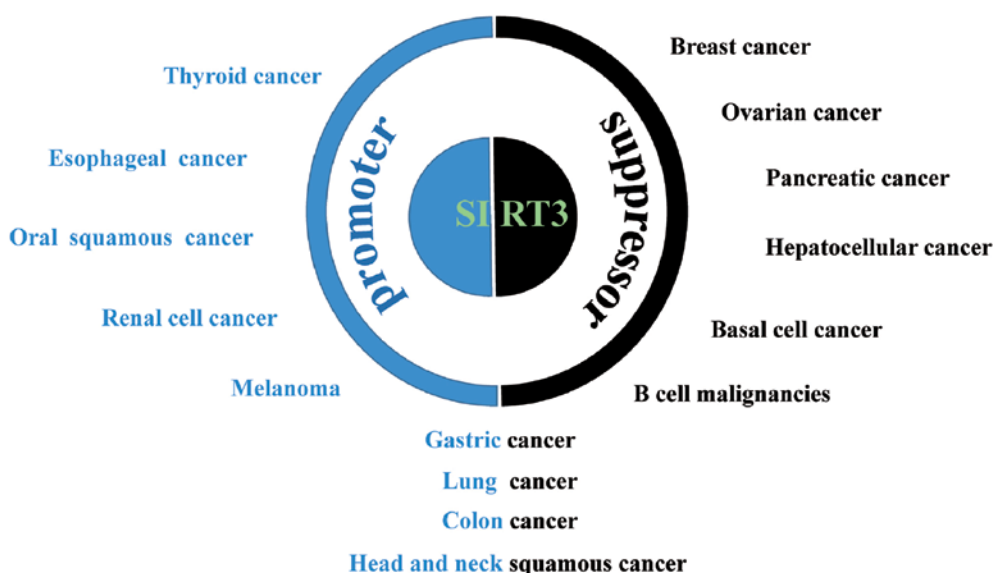 Thyroid cancer
Esophageal cancer
Oral squamous cancer
Renal cell cancer
Melanoma
promoter
SIRT3
suppressor
Breast cancer
Ovarian cancer
Pancreatic cancer
Hepatocellular cancer
Basal cell cancer
B cell malignancies
Gastric cancer
Lung cancer
Colon cancer
Head and neck squamous cancer